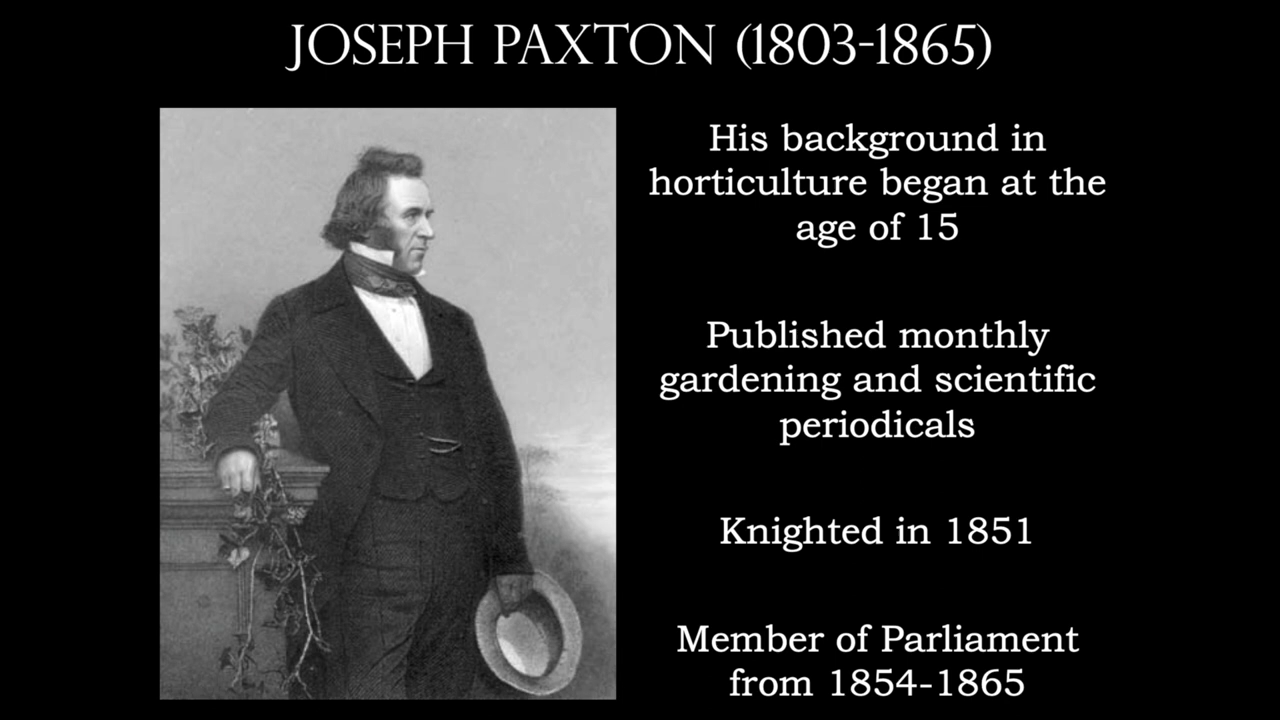 JOSEPH PAXTON (1803-1865)
His background in
horticulture began at the
age of 15
Published monthly
gardening and scientific
periodicals
Knighted in 1851
Member of Parliament
from 1854-1865